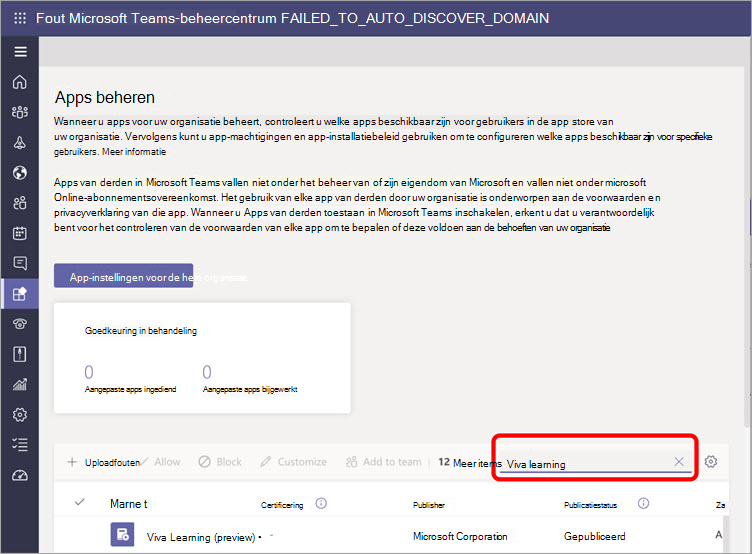 Fout Microsoft Teams-beheercentrum FAILED_TO_AUTO_DISCOVER_DOMAIN
Apps beheren
Wanneer u apps voor uw organisatie beheert, controleert u welke apps beschikbaar zijn voor gebruikers in de app store van
uw organisatie. Vervolgens kunt u app-machtigingen en app-installatiebeleid gebruiken om te configureren welke apps beschikbaar zijn voor specifieke
gebruikers. Meer informatie
Apps van derden in Microsoft Teams vallen niet onder het beheer van of zijn eigendom van Microsoft en vallen niet onder microsoft
Online-abonnementsovereenkomst. Het gebruik van elke app van derden door uw organisatie is onderworpen aan de voorwaarden en
privacyverklaring van die app. Wanneer u Apps van derden toestaan in Microsoft Teams inschakelen, erkent u dat u verantwoordelijk
bent voor het controleren van de voorwaarden van elke app om te bepalen of deze voldoen aan de behoeften van uw organisatie
App-instellingen voor de hele organisatie
Goedkeuring in behandeling
0 0
Aangepaste apps ingediend Aangepaste apps bijgewerkt
+ Uploadfouten Allow Block Customize Add to team | 12 Meer items Viva learning
Marne t Certificering Publisher Publicatiestatus Za
Viva Learning (preview) • - Microsoft Corporation Gepubliceerd A